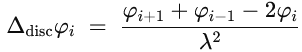 Δ_disc φ_i = (φ_{i+1} + φ_{i−1} − 2φ_i) / λ²